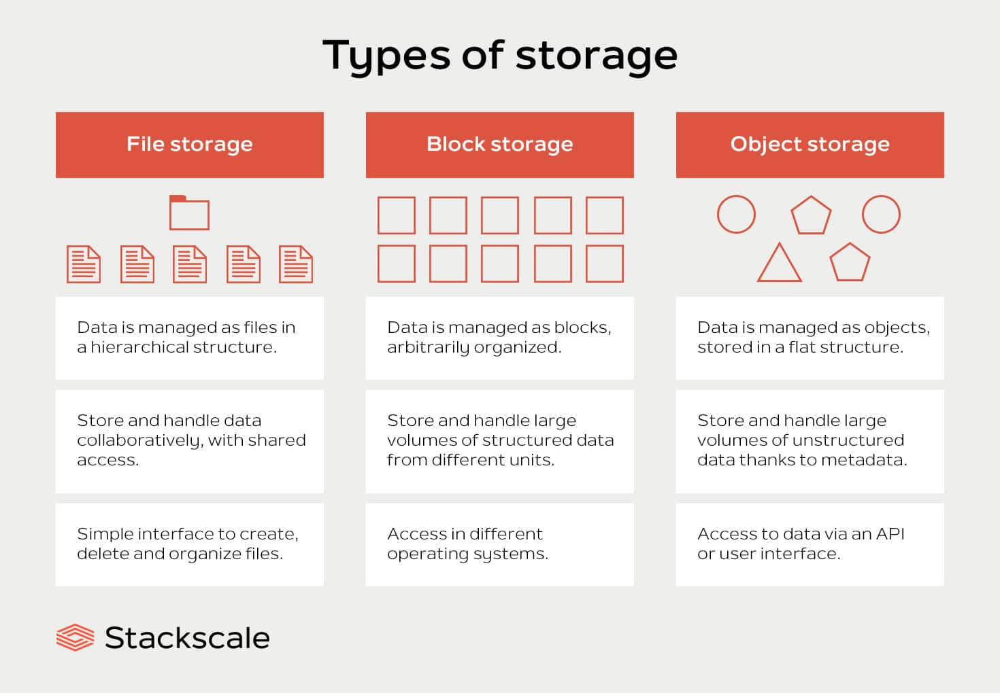 Types of storage
File storage
Data is managed as files in
a hierarchical structure.
Store and handle data
collaboratively, with shared
access.
Simple interface to create,
delete and organize files.
Block storage
Data is managed as blocks,
arbitrarily organized.
Store and handle large
volumes of structured data
from different units.
Access in different
operating systems.
Object storage
Data is managed as objects,
stored in a flat structure.
Store and handle large
volumes of unstructured
data thanks to metadata.
Access to data via an API
or user interface.
Stackscale